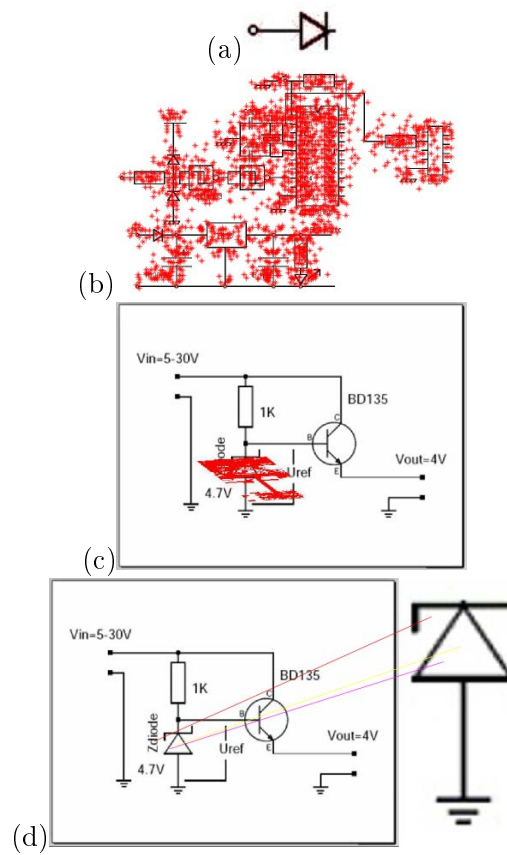 (a)
(b)
Vin=5-30V
BD135
1K
C
B
E
Uref
Vout=4V
4.7V
(c)
Vin=5-30V
BD135
1K
C
B
E
Zdiode
Uref
Vout=4V
4.7V
(d)